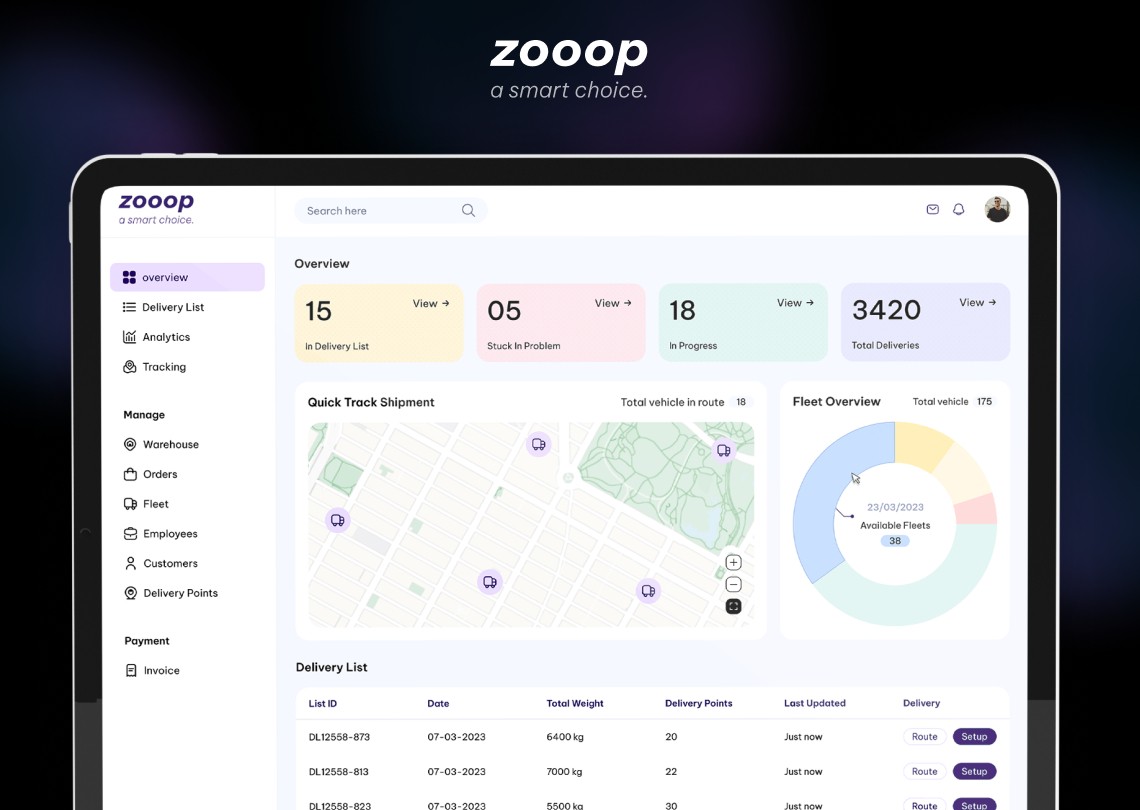 zooop
a smart choice.
zooop
a smart choice.
Search here
overview
Delivery List
Analytics
Tracking
Manage
Warehouse
Orders
Fleet
Employees
Customers
Delivery Points
Payment
Invoice
Overview
15 View →
In Delivery List
05 View →
Stuck In Problem
18 View →
In Progress
3420 View →
Total Deliveries
Quick Track Shipment Total vehicle in route 18
Fleet Overview Total vehicle 175
23/03/2023
Available Fleets
38
Delivery List
List ID Date Total Weight Delivery Points Last Updated Delivery
DL12558-873 07-03-2023 6400 kg 20 Just now Route Setup
DL12558-813 07-03-2023 7000 kg 22 Just now Route Setup
DL12558-823 07-03-2023 5500 kg 30 Just now Route Setup